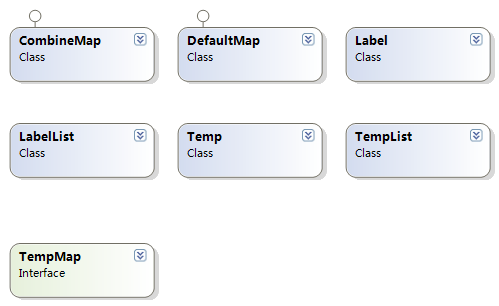 CombineMap
Class
DefaultMap
Class
Label
Class
LabelList
Class
Temp
Class
TempList
Class
TempMap
Interface